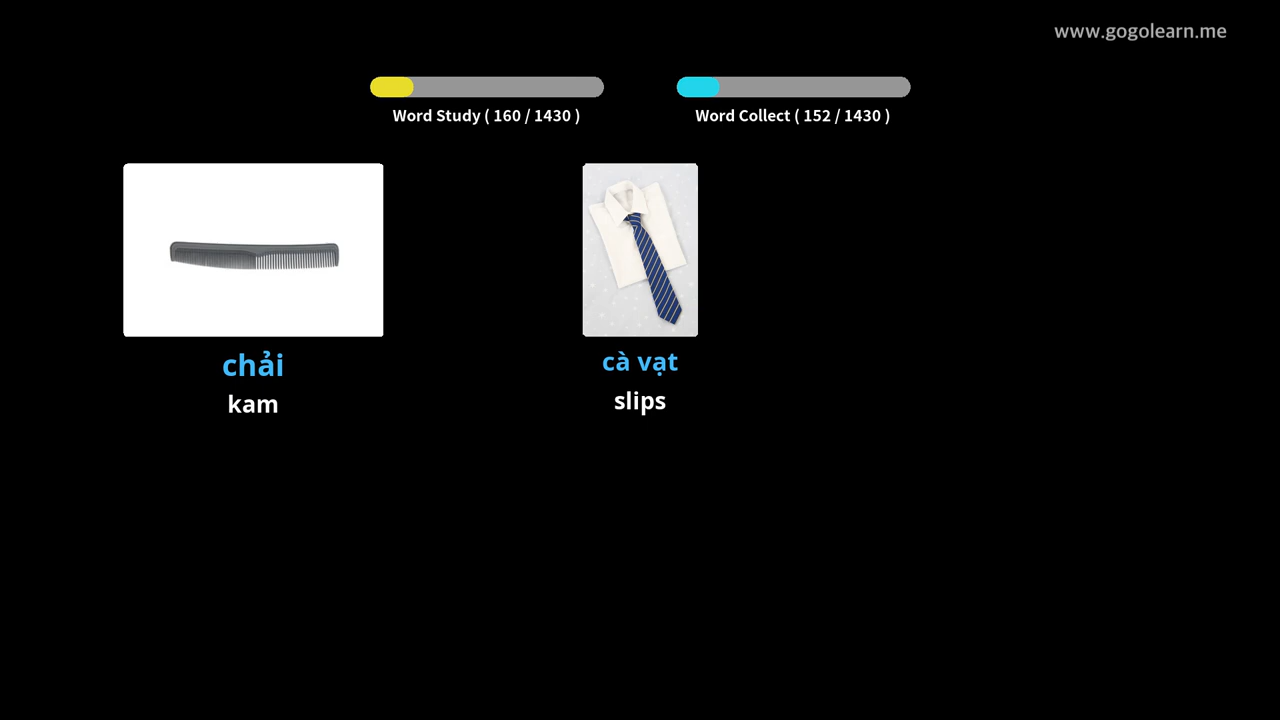 www.gogolearn.me
Word Study ( 160 / 1430 )
Word Collect ( 152 / 1430 )
chải
kam
cà vạt
slips